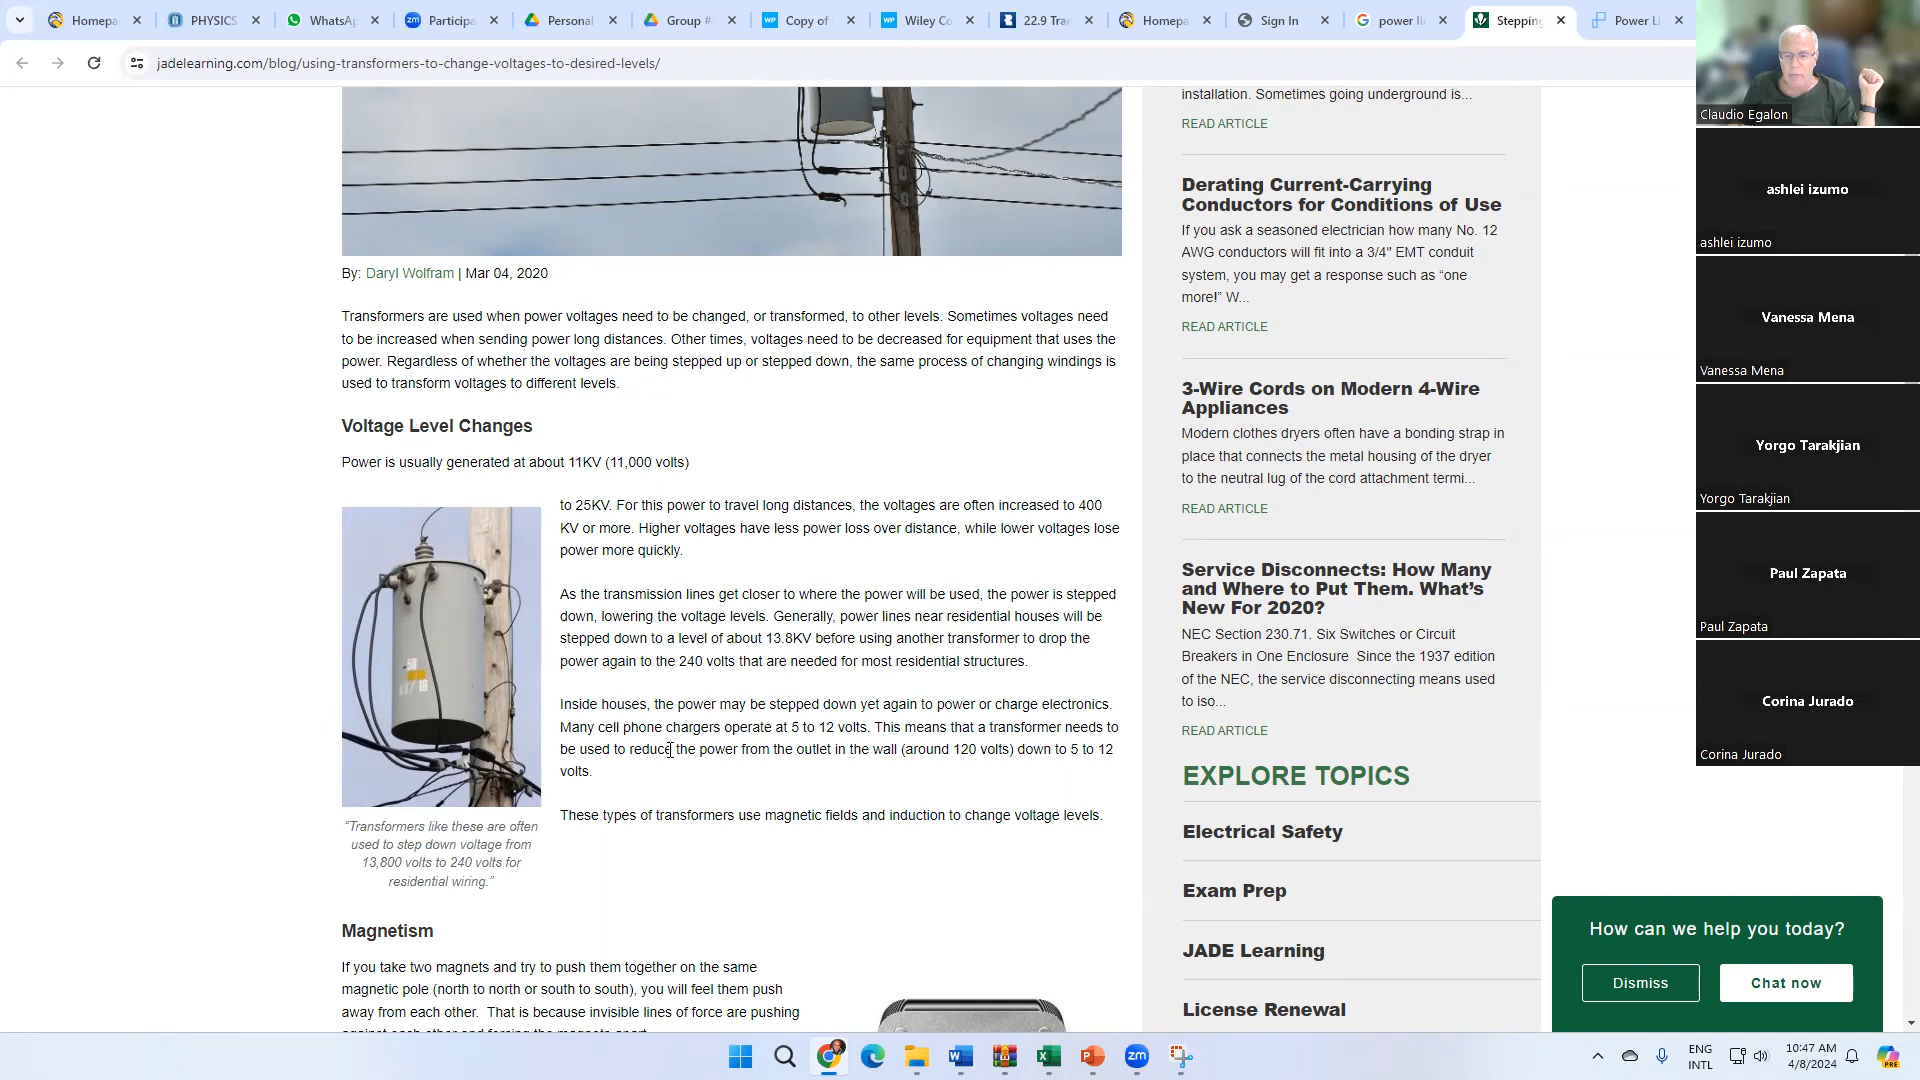 Homepa
PHYSICS
WhatsAp
Participa
Personal
Group #
Copy of
Wiley Co
22.9 Tra
Homepa
Sign In
power li
Stepping
Power Li
jadelearning.com/blog/using-transformers-to-change-voltages-to-desired-levels/
By: Daryl Wolfram | Mar 04, 2020
Transformers are used when power voltages need to be changed, or transformed, to other levels. Sometimes voltages need
to be increased when sending power long distances. Other times, voltages need to be decreased for equipment that uses the
power. Regardless of whether the voltages are being stepped up or stepped down, the same process of changing windings is
used to transform voltages to different levels.
Voltage Level Changes
Power is usually generated at about 11KV (11,000 volts)
to 25KV. For this power to travel long distances, the voltages are often increased to 400
KV or more. Higher voltages have less power loss over distance, while lower voltages lose
power more quickly.
As the transmission lines get closer to where the power will be used, the power is stepped
down, lowering the voltage levels. Generally, power lines near residential houses will be
stepped down to a level of about 13.8KV before using another transformer to drop the
power again to the 240 volts that are needed for most residential structures.
Inside houses, the power may be stepped down yet again to power or charge electronics.
Many cell phone chargers operate at 5 to 12 volts. This means that a transformer needs to
be used to reduce the power from the outlet in the wall (around 120 volts) down to 5 to 12
volts.
These types of transformers use magnetic fields and induction to change voltage levels.
50
“Transformers like these are often
used to step down voltage from
13,800 volts to 240 volts for
residential wiring.”
Magnetism
If you take two magnets and try to push them together on the same
magnetic pole (north to north or south to south), you will feel them push
away from each other.  That is because invisible lines of force are pushing
against each other and forcing the magnets apart.
installation. Sometimes going underground is...
READ ARTICLE
Derating Current-Carrying
Conductors for Conditions of Use
If you ask a seasoned electrician how many No. 12
AWG conductors will fit into a 3/4" EMT conduit
system, you may get a response such as “one
more!” W...
READ ARTICLE
3-Wire Cords on Modern 4-Wire
Appliances
Modern clothes dryers often have a bonding strap in
place that connects the metal housing of the dryer
to the neutral lug of the cord attachment termi...
READ ARTICLE
Service Disconnects: How Many
and Where to Put Them. What’s
New For 2020?
NEC Section 230.71. Six Switches or Circuit
Breakers in One Enclosure  Since the 1937 edition
of the NEC, the service disconnecting means used
to iso...
READ ARTICLE
EXPLORE TOPICS
Electrical Safety
Exam Prep
JADE Learning
License Renewal
How can we help you today?
Dismiss
Chat now
Claudio Egalon
ashlei izumo
ashlei izumo
Vanessa Mena
Vanessa Mena
Yorgo Tarakjian
Yorgo Tarakjian
Paul Zapata
Paul Zapata
Corina Jurado
Corina Jurado
ENG
INTL
10:47 AM
4/8/2024